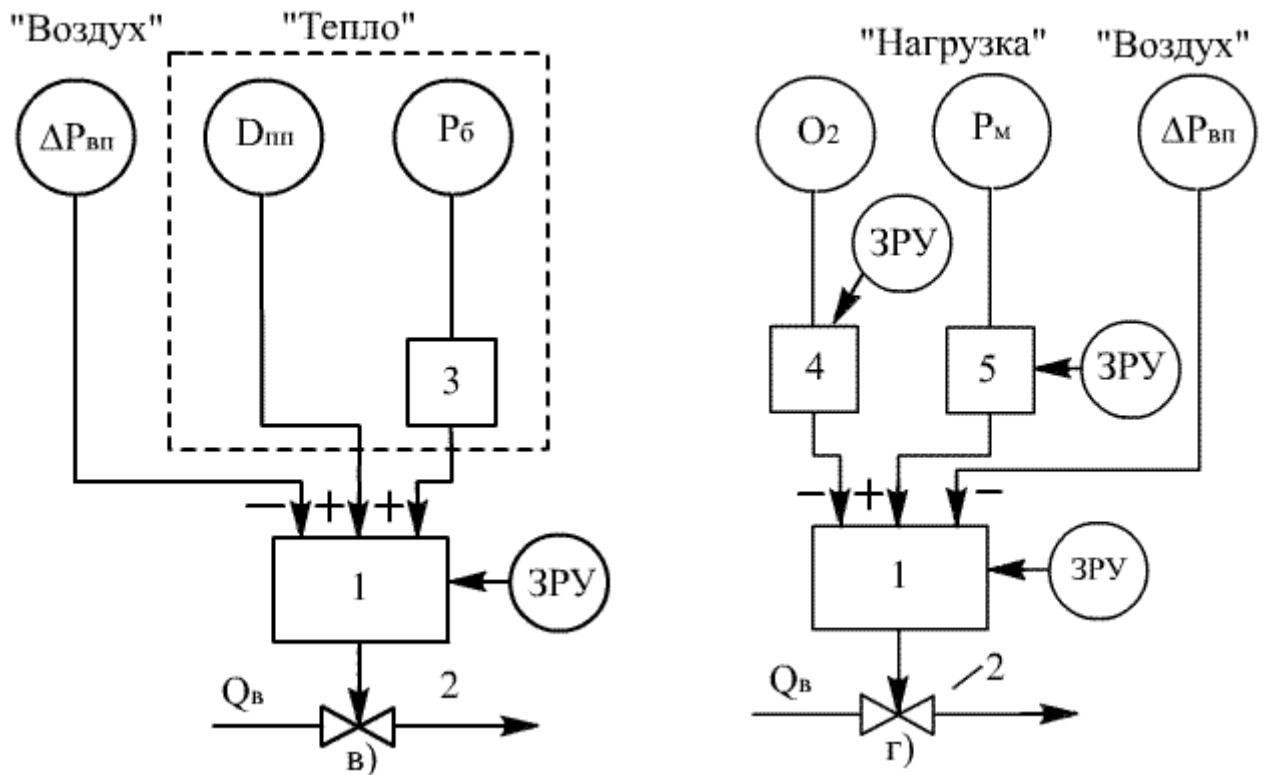 "Воздух" "Тепло" "Нагрузка" "Воздух"
ΔPвп Dпп Pб O2 Pм ΔPвп
ЗРУ
3 4 5 ЗРУ
− + + − + −
1 ЗРУ 1 ЗРУ
Qв 2 Qв 2
в) г)